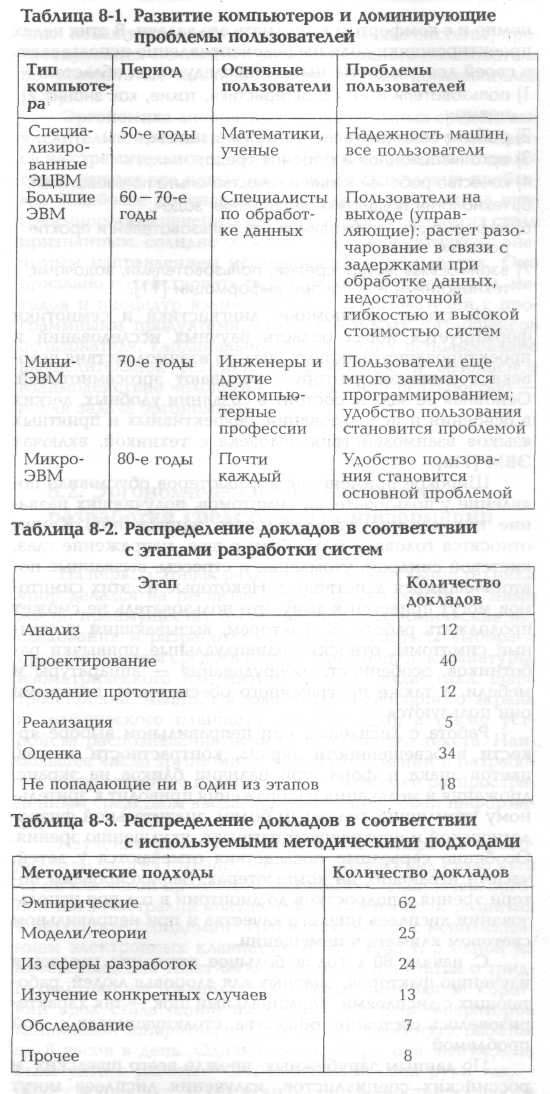 Таблица 8-1. Развитие компьютеров и доминирующие
проблемы пользователей
Тип
компьюте-
ра
Период
Основные
пользователи
Проблемы
пользователей
Специа-
лизиро-
ванные
ЭЦВМ
50-е годы
Математики,
ученые
Надежность машин,
все пользователи
Большие
ЭВМ
60—70-е
годы
Специалисты
по обработ-
ке данных
Пользователи на
выходе (управ-
ляющие): растет разо-
чарование в связи с
задержками при
обработке данных,
недостаточной
гибкостью и высокой
стоимостью систем
Мини-
ЭВМ
70-е годы
Инженеры и
другие
некомпью-
терные
профессии
Пользователи еще
много занимаются
программированием;
удобство пользования
становится проблемой
Микро-
ЭВМ
80-е годы
Почти
каждый
Удобство пользова-
ния становится
основной проблемой
Таблица 8-2. Распределение докладов в соответствии
с этапами разработки систем
Этап
Количество
докладов
Анализ 12
Проектирование 40
Создание прототипа 12
Реализация 5
Оценка 34
Не попадающие ни в один из этапов 18
Таблица 8-3. Распределение докладов в соответствии
с используемыми методическими подходами
Методические подходы Количество докладов
Эмпирические 62
Модели/теории 25
Из сферы разработок 24
Изучение конкретных случаев 13
Обследование 7
Прочее 8